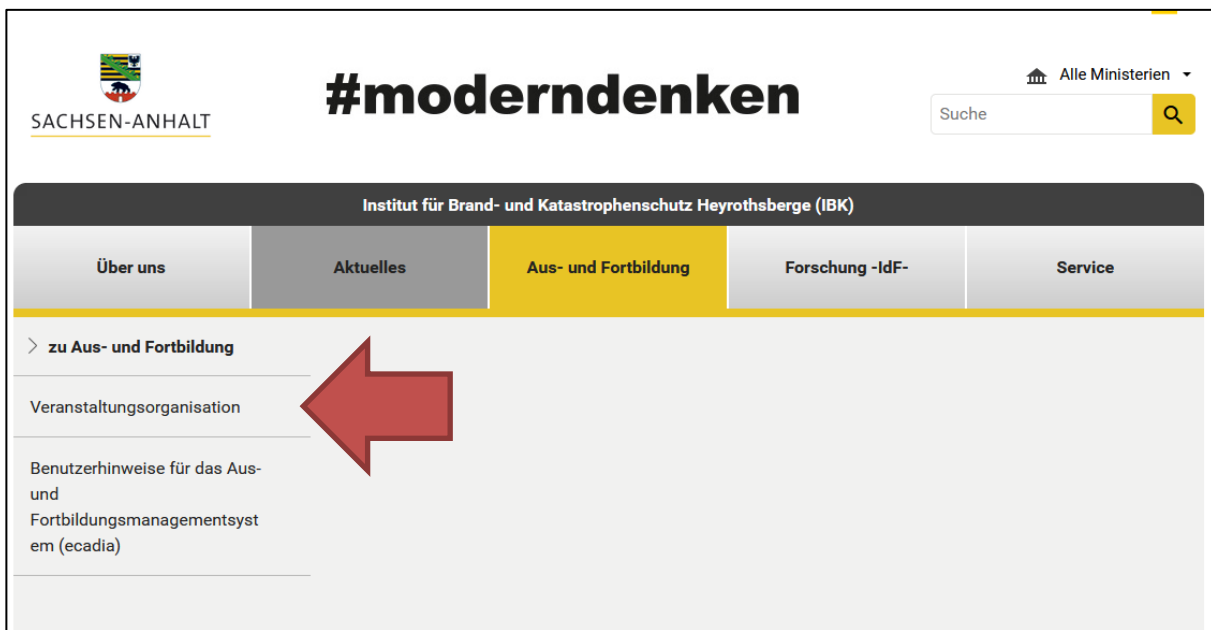 #moderndenken
Alle Ministerien
SACHSEN-ANHALT
Suche
Institut für Brand- und Katastrophenschutz Heyrothsberge (IBK)
Über uns
Aktuelles
Aus- und Fortbildung
Forschung -IdF-
Service
zu Aus- und Fortbildung
Veranstaltungsorganisation
Benutzerhinweise für das Aus-
und
Fortbildungsmanagementsyst
em (ecadia)